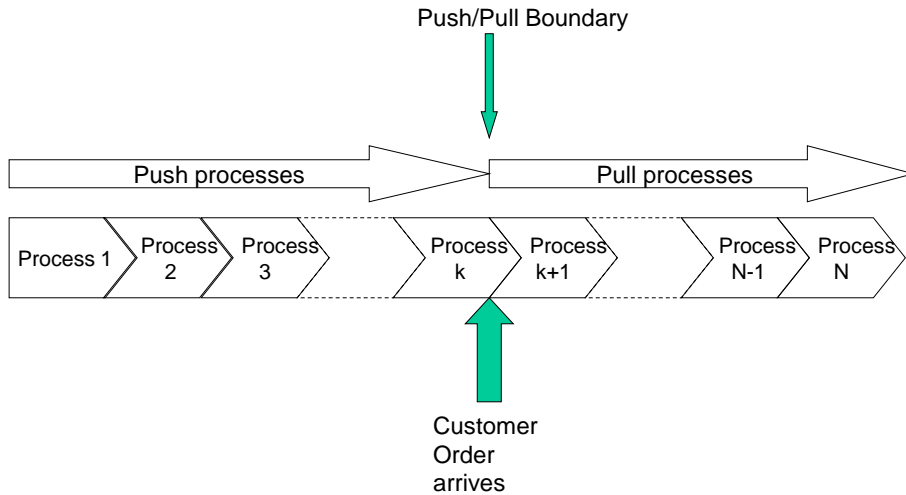 Push/Pull Boundary
Push processes
Pull processes
Process 1
Process
2
Process
3
Process
k
Process
k+1
Process
N-1
Process
N
Customer
Order
arrives